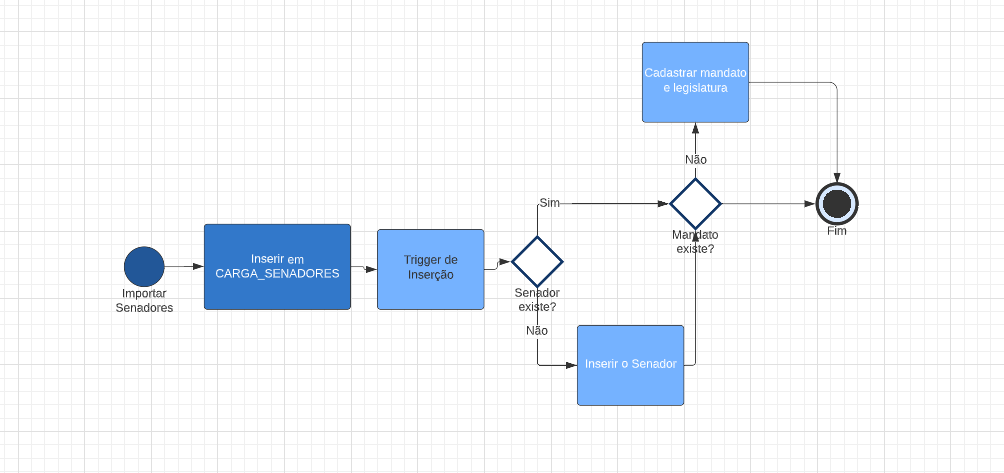 Importar
Senadores
Inserir em
CARGA_SENADORES
Trigger de
Inserção
Senador
existe?
Sim
Não
Inserir o Senador
Mandato
existe?
Não
Cadastrar mandato
e legislatura
Fim